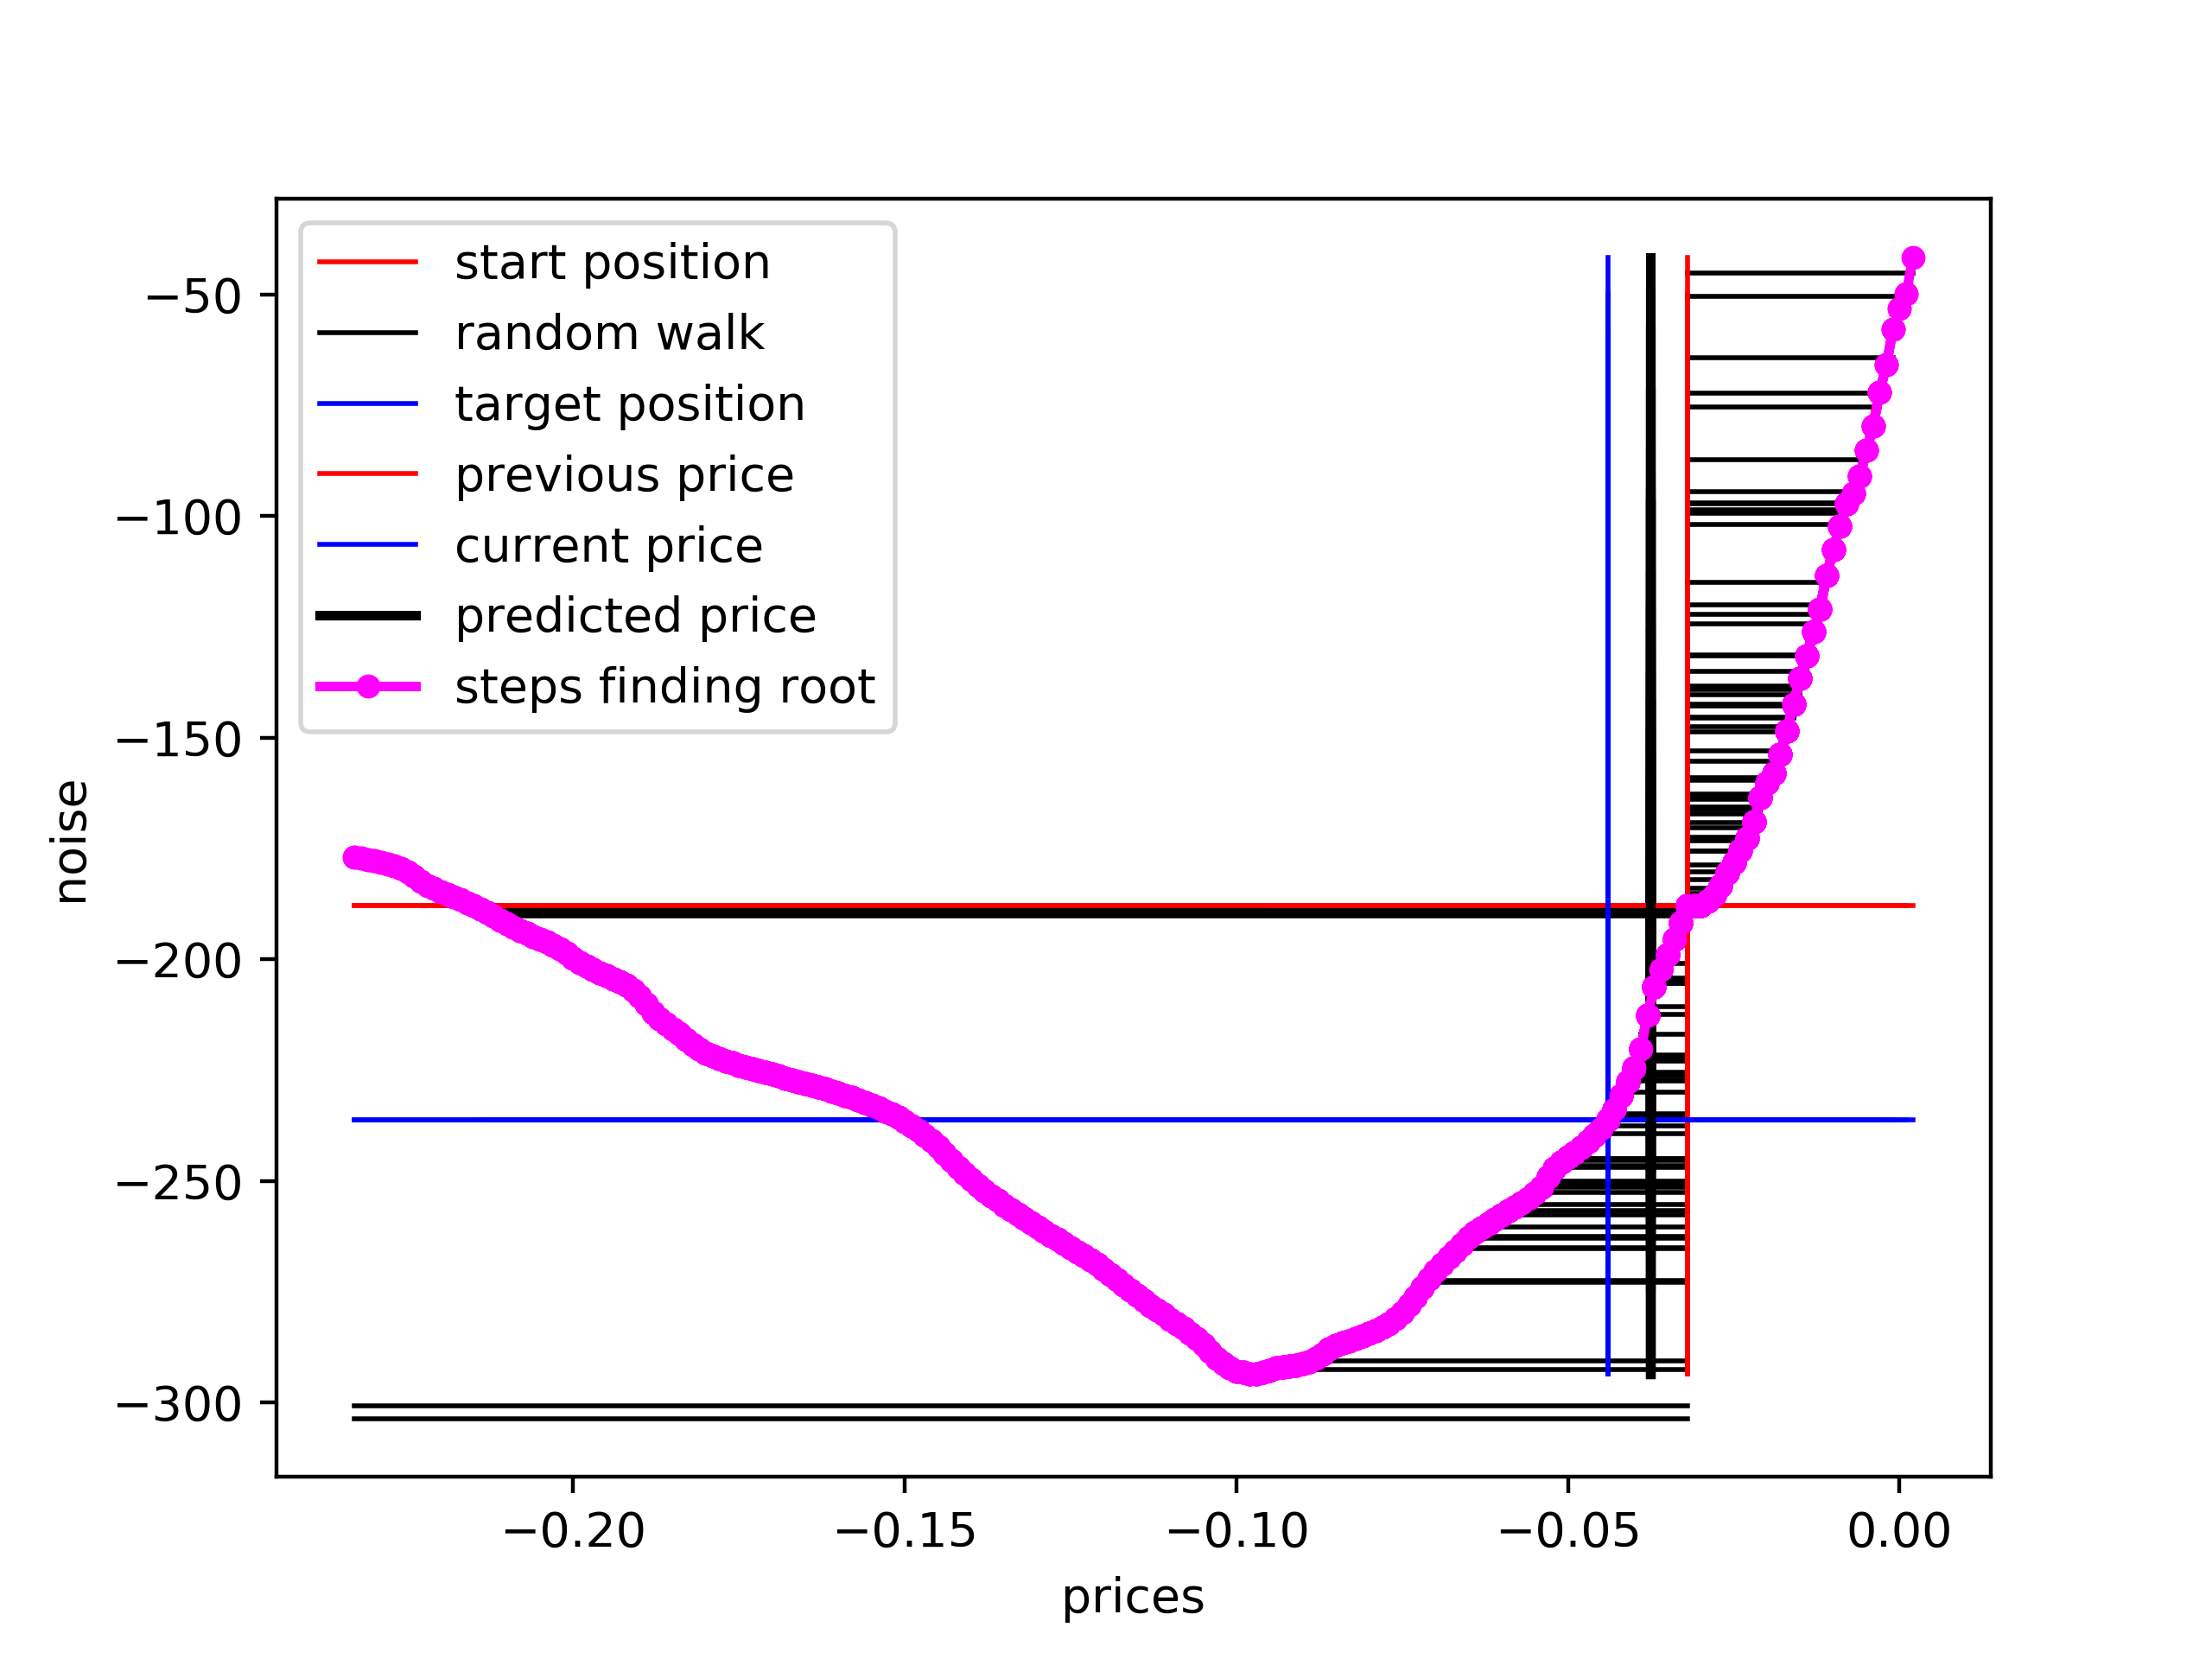 start position
random walk
target position
previous price
current price
predicted price
steps finding root
−50
−100
−150
−200
−250
−300
noise
−0.20 −0.15 −0.10 −0.05 0.00
prices